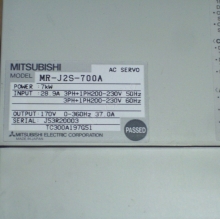 AC SERVO
MITSUBISHI
MODEL MR-J2S-700A
POWER : 7kW
INPUT : 28.9A 3PH+1PH200-230V 50Hz
3PH+1PH200-230V 60Hz
OUTPUT : 170V 0-360Hz 37.0A
SERIAL : J53R20003
TC300A197G51
PASSED
MITSUBISHI ELECTRIC CORPORATION